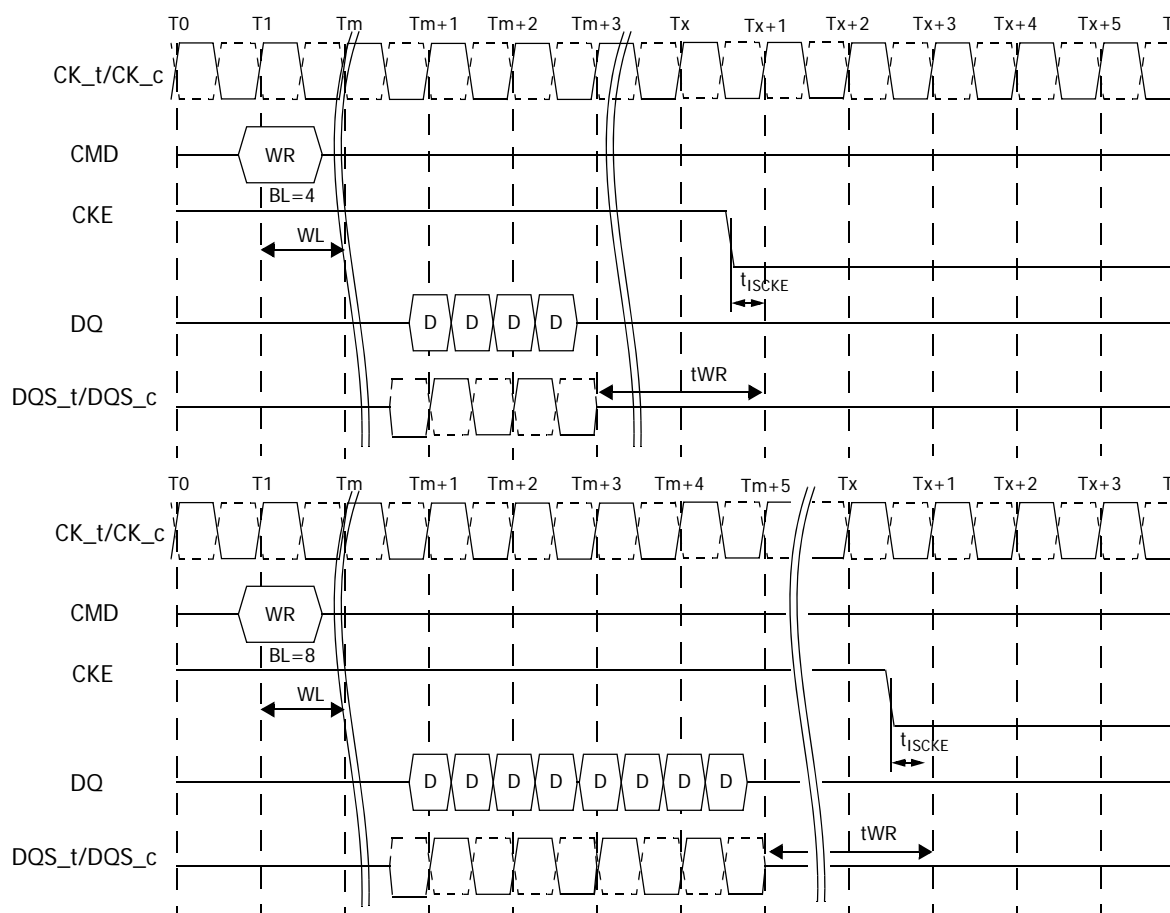 T0 T1 Tm Tm+1 Tm+2 Tm+3 Tx Tx+1 Tx+2 Tx+3 Tx+4 Tx+5 T
CK_t/CK_c
CMD WR
BL=4
CKE
WL
tISCKE
DQ D D D D
tWR
DQS_t/DQS_c
T0 T1 Tm Tm+1 Tm+2 Tm+3 Tm+4 Tm+5 Tx Tx+1 Tx+2 Tx+3 T
CK_t/CK_c
CMD WR
BL=8
CKE
WL
tISCKE
DQ D D D D D D D D
tWR
DQS_t/DQS_c